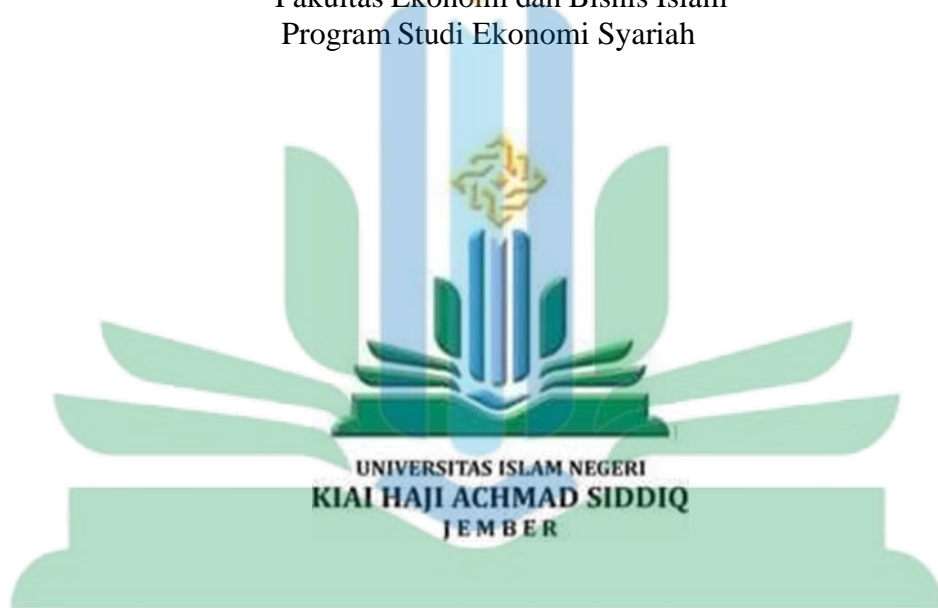 Fakultas Ekonomi dan Bisnis Islam
Program Studi Ekonomi Syariah
UNIVERSITAS ISLAM NEGERI
KIAI HAJI ACHMAD SIDDIQ
JEMBER